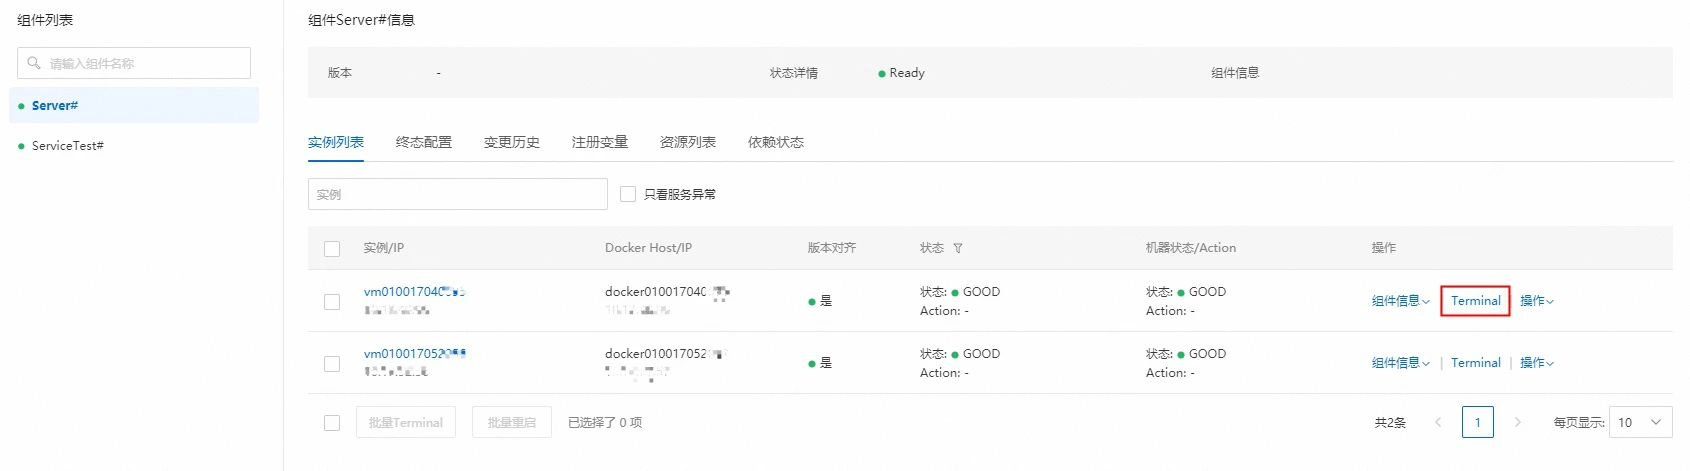 组件列表
请输入组件名称
Server#
ServiceTest#
组件Server#信息
版本 - 状态详情 Ready 组件信息
实例列表 终态配置 变更历史 注册变量 资源列表 依赖状态
实例 只看服务异常
实例/IP Docker Host/IP 版本对齐 状态 机器状态/Action 操作
vm010017040 docker010017040 是 状态: GOOD 状态: GOOD 组件信息 Terminal 操作
Action: - Action: -
vm010017052 docker010017052 是 状态: GOOD 状态: GOOD 组件信息 | Terminal | 操作
Action: - Action: -
批量Terminal 批量重启 已选择了 0 项 共2条 1 每页显示: 10